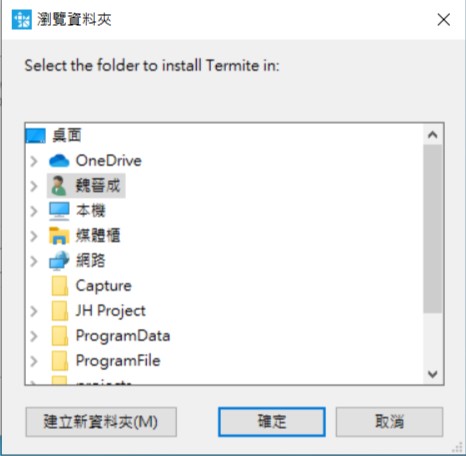 瀏覽資料夾
Select the folder to install Termite in:
桌面
OneDrive
魏晉成
本機
媒體櫃
網路
Capture
JH Project
ProgramData
ProgramFile
projects
建立新資料夾(M)
確定
取消